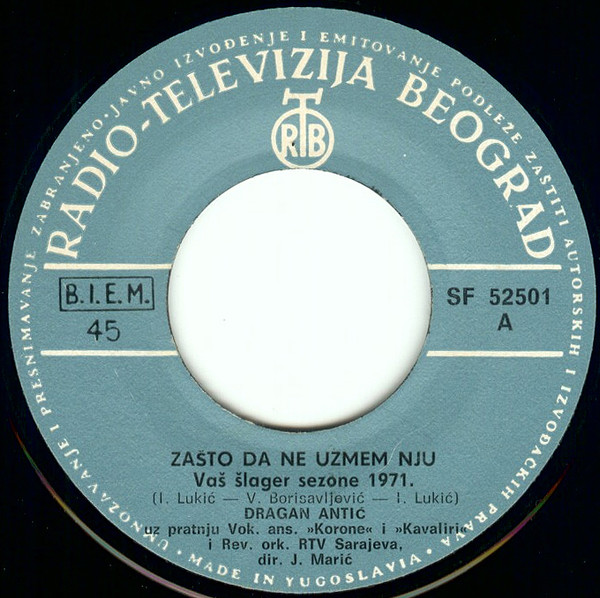 UMNOŽAVANJE I PRESNIMAVANJE ZABRANJENO · JAVNO IZVOĐENJE I EMITOVANJE PODLEŽE ZAŠTITI AUTORSKIH I IZVOĐAČKIH PRAVA
· MADE IN YUGOSLAVIA ·
RADIO-TELEVIZIJA BEOGRAD
RTB
B.I.E.M.
45
SF 52501
A
ZAŠTO DA NE UZMEM NJU
Vaš šlager sezone 1971.
(I. Lukić — V. Borisavljević — I. Lukić)
DRAGAN ANTIĆ
uz pratnju Vok. ans. »Korone« i »Kavaliri«
i Rev. ork. RTV Sarajeva,
dir. J. Marić